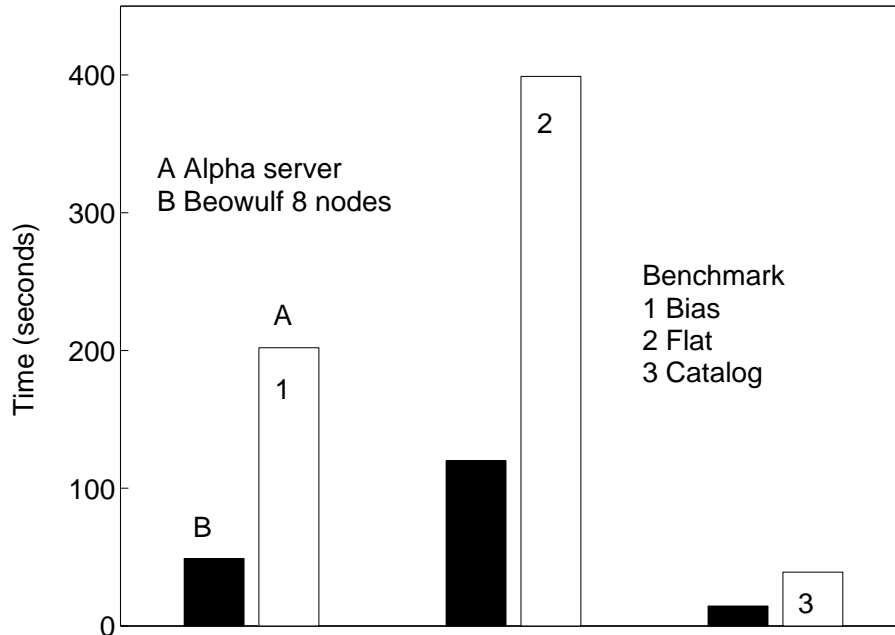 400
300
200
100
0
Time (seconds)
A Alpha server
B Beowulf 8 nodes
2
Benchmark
1 Bias
2 Flat
3 Catalog
A
1
B
3